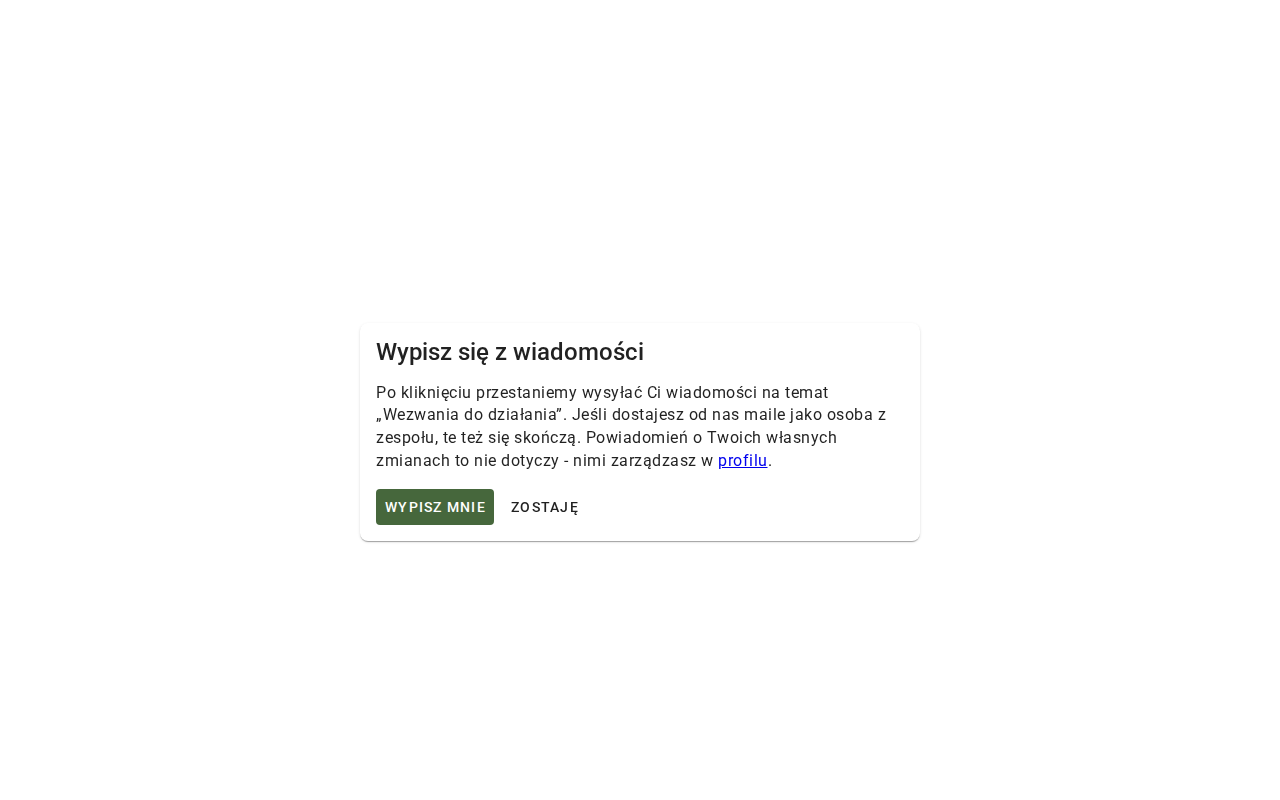 Wypisz się z wiadomości
Po kliknięciu przestaniemy wysyłać Ci wiadomości na temat
„Wezwania do działania”. Jeśli dostajesz od nas maile jako osoba z
zespołu, te też się skończą. Powiadomień o Twoich własnych
zmianach to nie dotyczy - nimi zarządzasz w profilu.
WYPISZ MNIE ZOSTAJĘ